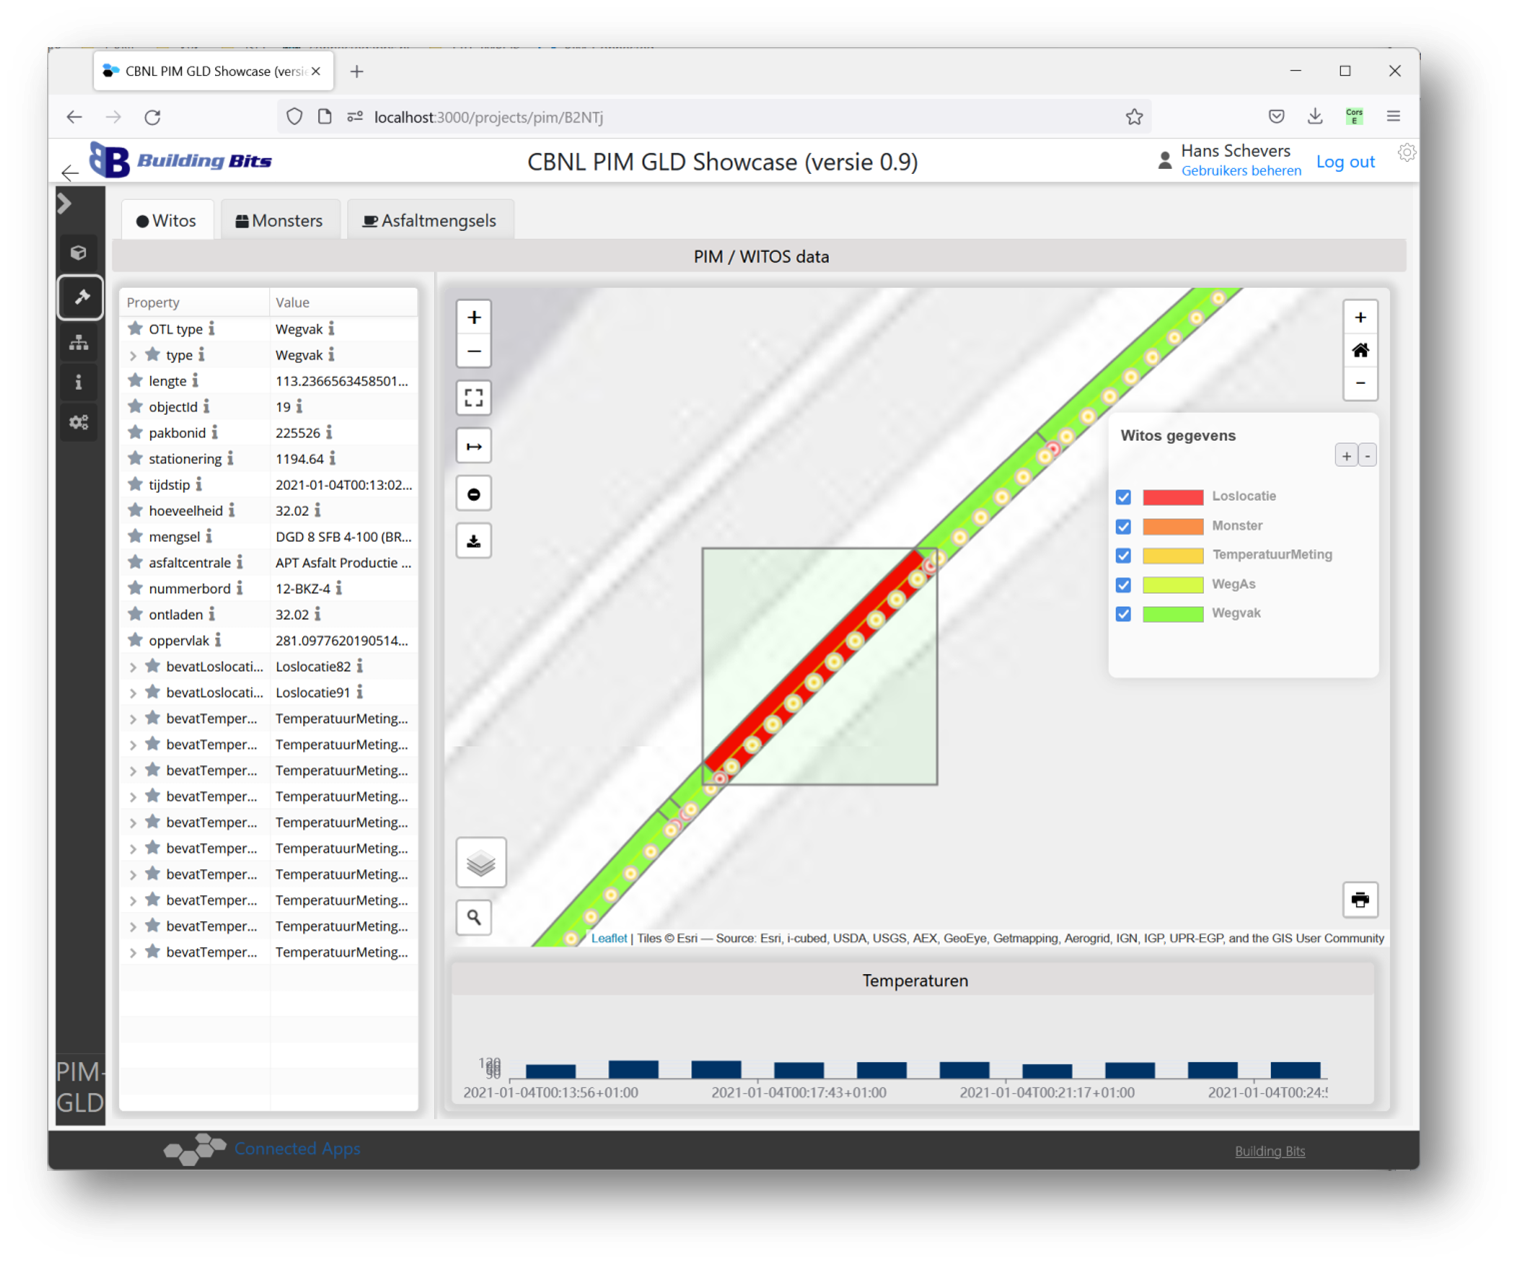 CBNL PIM GLD Showcase (versi
localhost:3000/projects/pim/B2NTj
Cors
E
Building Bits
CBNL PIM GLD Showcase (versie 0.9)
Hans Schevers
Gebruikers beheren
Log out
Witos
Monsters
Asfaltmengsels
PIM / WITOS data
Property Value
OTL type Wegvak
type Wegvak
lengte 113.2366563458501...
objectId 19
pakbonid 225526
stationering 1194.64
tijdstip 2021-01-04T00:13:02...
hoeveelheid 32.02
mengsel DGD 8 SFB 4-100 (BR...
asfaltcentrale APT Asfalt Productie ...
nummerbord 12-BKZ-4
ontladen 32.02
oppervlak 281.0977620190514...
bevatLoslocati... Loslocatie82
bevatLoslocati... Loslocatie91
bevatTemper... TemperatuurMeting...
bevatTemper... TemperatuurMeting...
bevatTemper... TemperatuurMeting...
bevatTemper... TemperatuurMeting...
bevatTemper... TemperatuurMeting...
bevatTemper... TemperatuurMeting...
bevatTemper... TemperatuurMeting...
bevatTemper... TemperatuurMeting...
bevatTemper... TemperatuurMeting...
bevatTemper... TemperatuurMeting...
Witos gegevens
+ -
Loslocatie
Monster
TemperatuurMeting
WegAs
Wegvak
Leaflet | Tiles © Esri — Source: Esri, i-cubed, USDA, USGS, AEX, GeoEye, Getmapping, Aerogrid, IGN, IGP, UPR-EGP, and the GIS User Community
Temperaturen
2021-01-04T00:13:56+01:00 2021-01-04T00:17:43+01:00 2021-01-04T00:21:17+01:00 2021-01-04T00:24:5
PIM-
GLD
Connected Apps
Building Bits